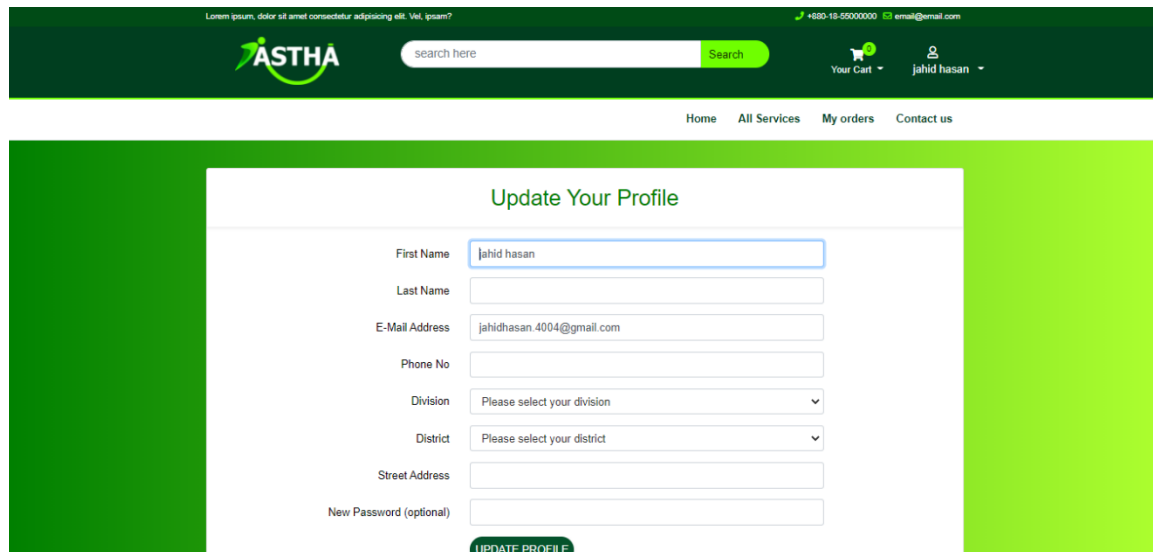 Lorem ipsum, dolor sit amet consectetur adipisicing elit. Vel, ipsam? +880-18-55000000 email@email.com
ASTHA search here Search 0
Your Cart jahid hasan
Home All Services My orders Contact us
Update Your Profile
First Name jahid hasan
Last Name
E-Mail Address jahidhasan.4004@gmail.com
Phone No
Division Please select your division
District Please select your district
Street Address
New Password (optional)
UPDATE PROFILE